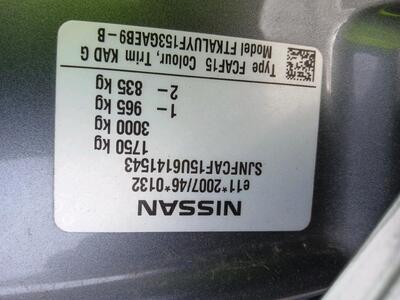 NISSAN
e11*2007/46*0132
SJNFCAF15U6141543
1750 kg
3000 kg
1– 965 kg
2– 835 kg
Type FCAF15 Colour, Trim KAD G
Model FTKALUYF153GAEB9-B